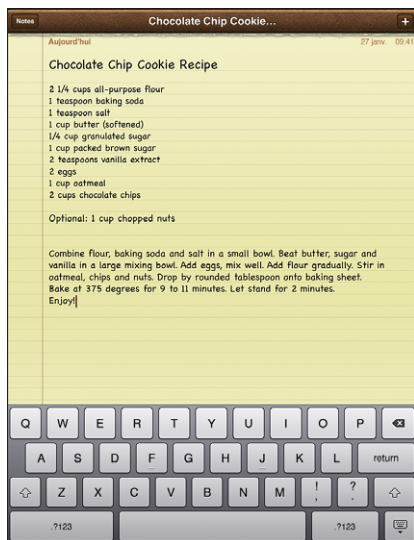 Notes
Chocolate Chip Cookie...
+
Aujourd'hui
27 janv. 09:41
Chocolate Chip Cookie Recipe
2 1/4 cups all-purpose flour
1 teaspoon baking soda
1 teaspoon salt
1 cup butter (softened)
1/4 cup granulated sugar
1 cup packed brown sugar
2 teaspoons vanilla extract
2 eggs
1 cup oatmeal
2 cups chocolate chips
Optional: 1 cup chopped nuts
Combine flour, baking soda and salt in a small bowl. Beat butter, sugar and
vanilla in a large mixing bowl. Add eggs, mix well. Add flour gradually. Stir in
oatmeal, chips and nuts. Drop by rounded tablespoon onto baking sheet.
Bake at 375 degrees for 9 to 11 minutes. Let stand for 2 minutes.
Enjoy!
Q W E R T Y U I O P
A S D F G H J K L return
Z X C V B N M ! , ? .
.?123 .?123